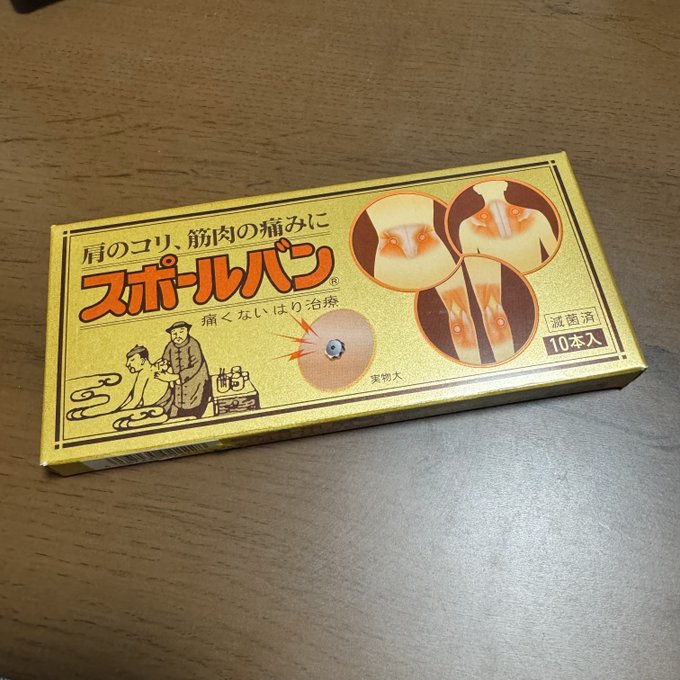 肩のコリ、筋肉の痛みに
スポールバン®
痛くないはり治療
実物大
滅菌済
10本入